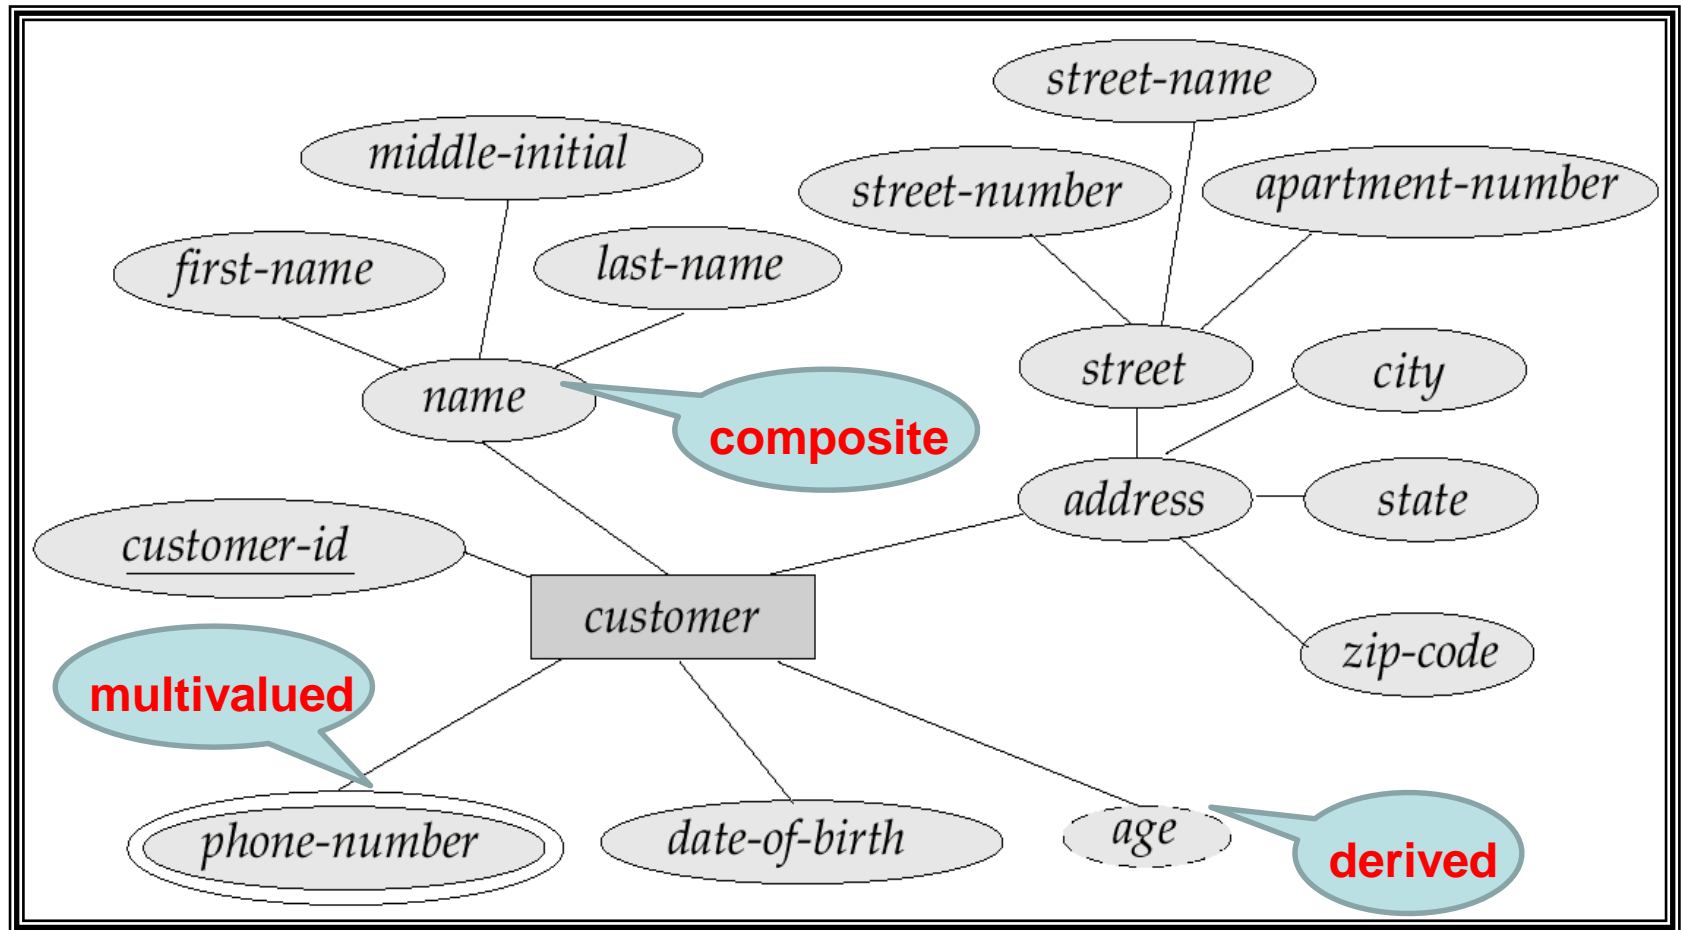 street-name
middle-initial
street-number
apartment-number
first-name
last-name
street
city
name
composite
address
state
customer-id
customer
zip-code
multivalued
phone-number
date-of-birth
age
derived